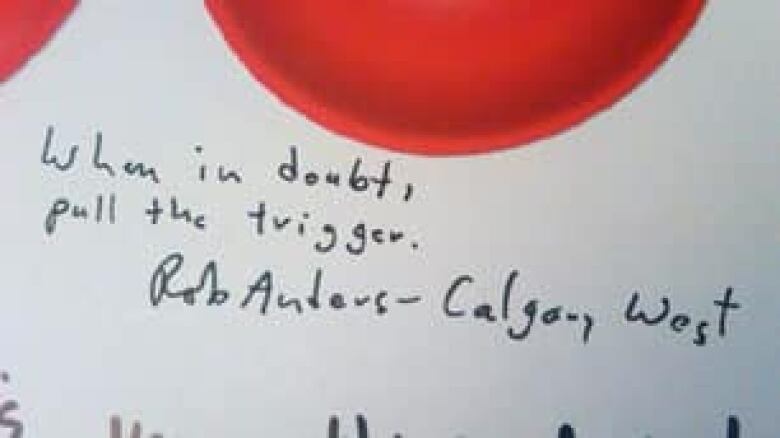 When in doubt,
pull the trigger.
Rob Anders - Calgary West